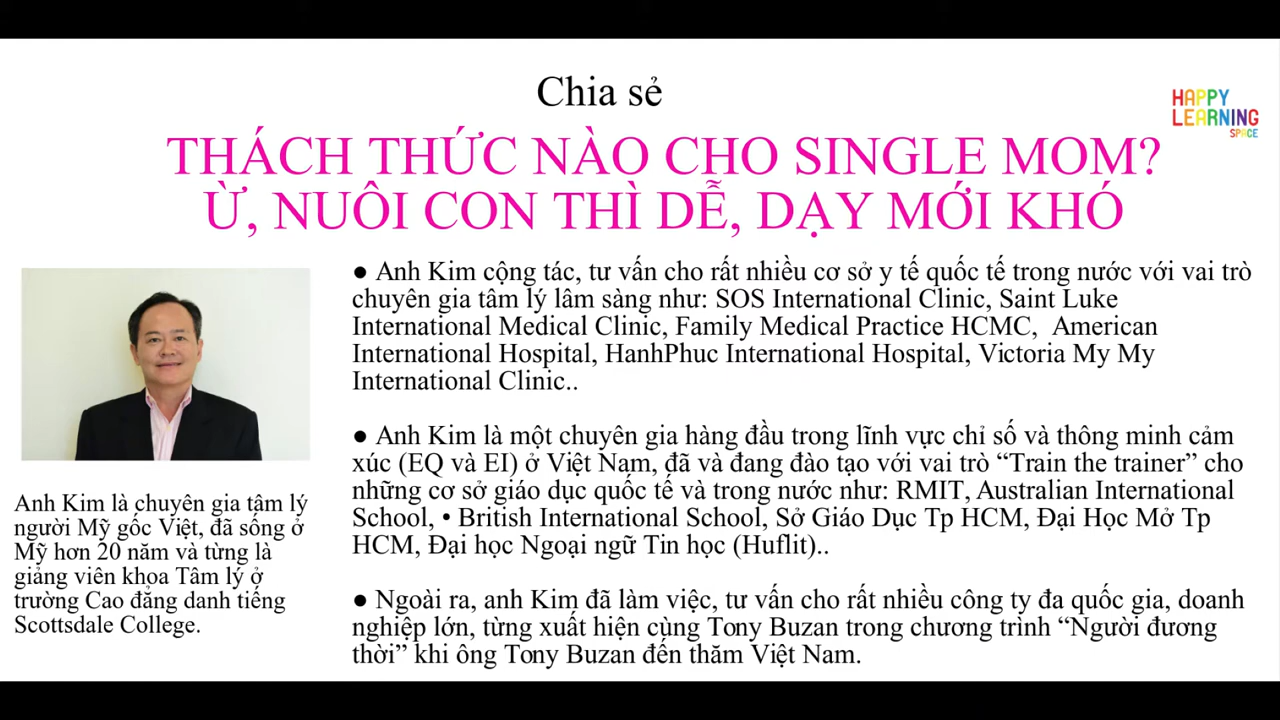 Chia sẻ
HAPPY
LEARNING
SPACE
THÁCH THỨC NÀO CHO SINGLE MOM?
Ừ, NUÔI CON THÌ DỄ, DẠY MỚI KHÓ
Anh Kim là chuyên gia tâm lý
người Mỹ gốc Việt, đã sống ở
Mỹ hơn 20 năm và từng là
giảng viên khoa Tâm lý ở
trường Cao đẳng danh tiếng
Scottsdale College.
● Anh Kim cộng tác, tư vấn cho rất nhiều cơ sở y tế quốc tế trong nước với vai trò
chuyên gia tâm lý lâm sàng như: SOS International Clinic, Saint Luke
International Medical Clinic, Family Medical Practice HCMC, American
International Hospital, HanhPhuc International Hospital, Victoria My My
International Clinic..
● Anh Kim là một chuyên gia hàng đầu trong lĩnh vực chỉ số và thông minh cảm
xúc (EQ và EI) ở Việt Nam, đã và đang đào tạo với vai trò “Train the trainer” cho
những cơ sở giáo dục quốc tế và trong nước như: RMIT, Australian International
School, • British International School, Sở Giáo Dục Tp HCM, Đại Học Mở Tp
HCM, Đại học Ngoại ngữ Tin học (Huflit)..
● Ngoài ra, anh Kim đã làm việc, tư vấn cho rất nhiều công ty đa quốc gia, doanh
nghiệp lớn, từng xuất hiện cùng Tony Buzan trong chương trình “Người đương
thời” khi ông Tony Buzan đến thăm Việt Nam.